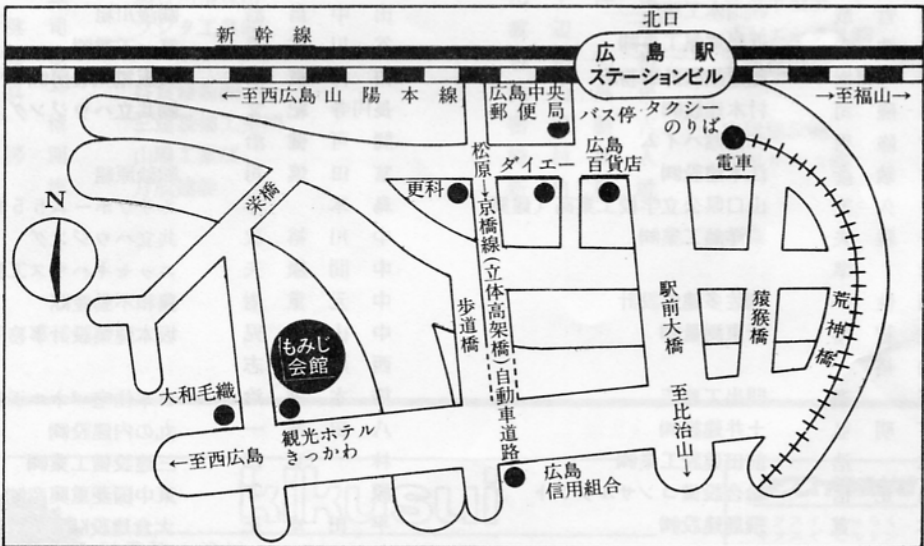 北口
新幹線
広島駅
ステーションビル
←至西広島山陽本線
→至福山→
広島中央
郵便局
バス停
タクシー
のりば
電車
ダイエー
広島
百貨店
更科
松原→京橋線(立体高架橋)自動車道路
栄橋
N
歩道橋
駅前大橋
猿猴橋
荒神橋
もみじ
会館
大和毛織
観光ホテル
きっかわ
←至西広島
至比治山→
広島
信用組合